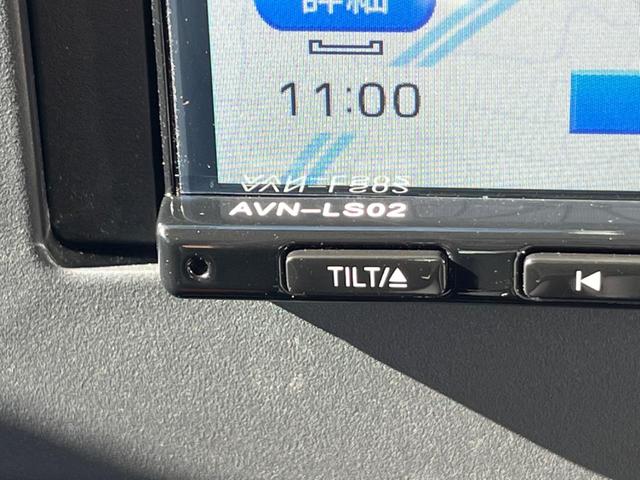 詳細
11:00
AVN-LS02
TILT/⏏